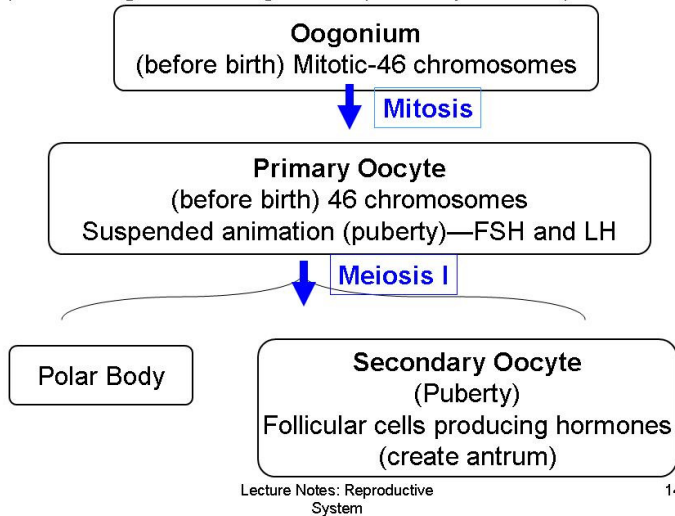 Oogonium
(before birth) Mitotic-46 chromosomes
Mitosis
Primary Oocyte
(before birth) 46 chromosomes
Suspended animation (puberty)—FSH and LH
Meiosis I
Polar Body
Secondary Oocyte
(Puberty)
Follicular cells producing hormones
(create antrum)
Lecture Notes: Reproductive
System
14